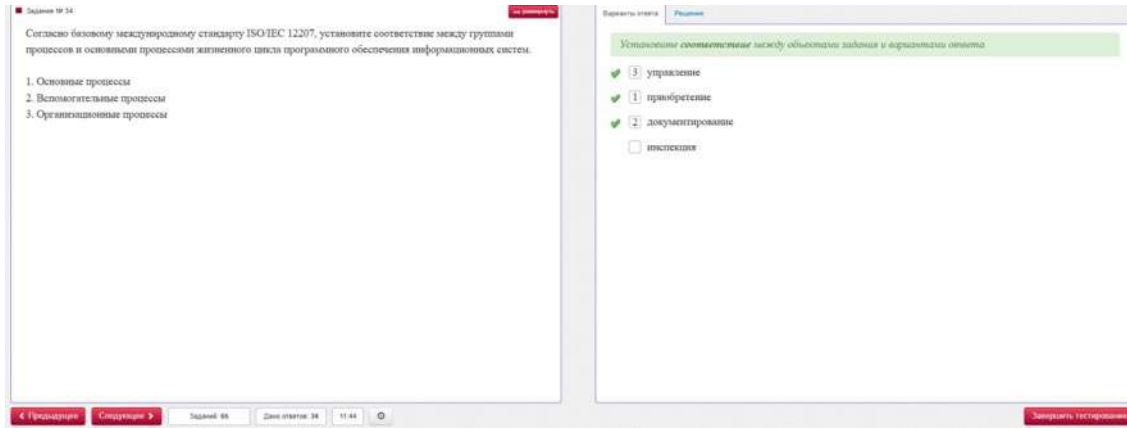 Задание № 54
развернуть
Согласно базовому международному стандарту ISO/IEC 12207, установите соответствие между группами
процессов и основными процессами жизненного цикла программного обеспечения информационных систем.
1. Основные процессы
2. Вспомогательные процессы
3. Организационные процессы
Варианты ответа Решение
Установите соответствие между объектами задания и вариантами ответа
3 управление
1 приобретение
2 документирование
инспекция
Предыдущее Следующее Заданий: 66 Дано ответов: 34 11:44
Завершить тестирование